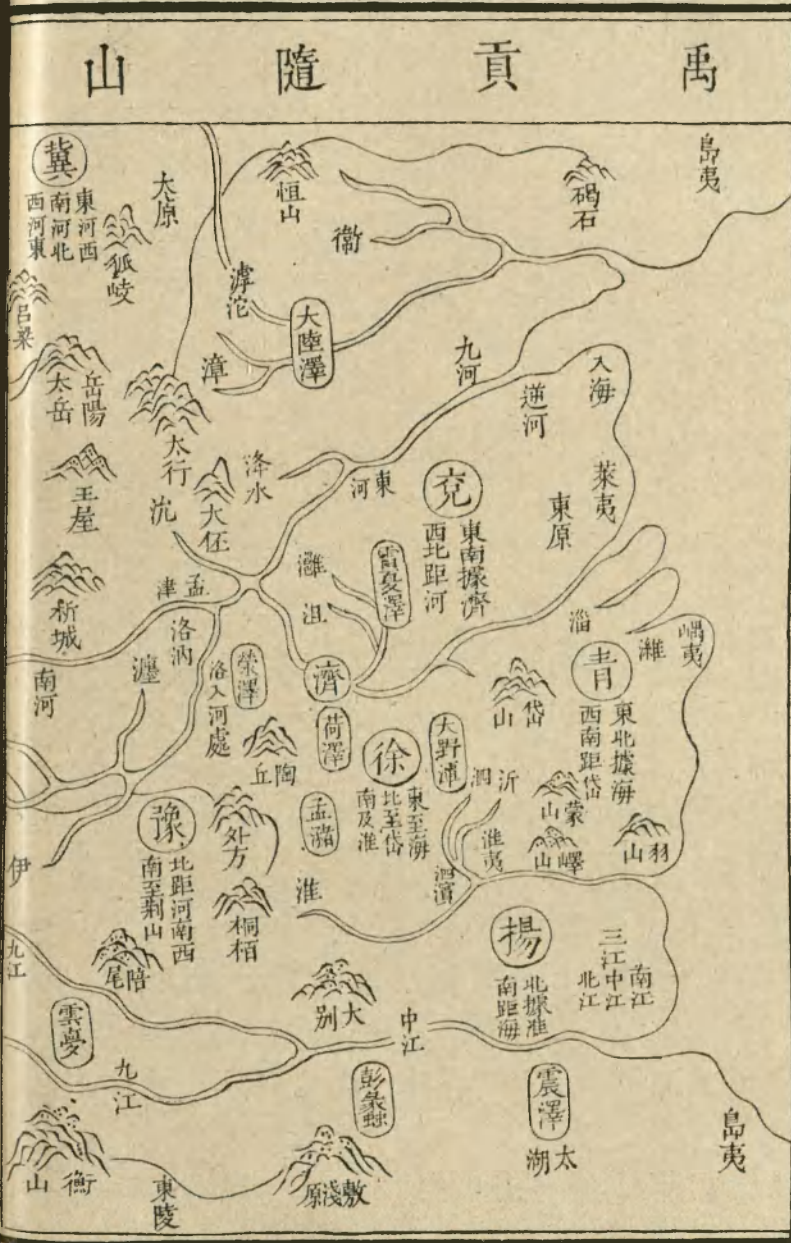 禹貢隨山
島夷
碣石
恒山
衞
滹沱
大陸澤
漳
太原
冀
東河西
南河北
西河東
狐岐
呂梁
岳陽
太岳
太行
王屋
析城
沇
大伾
洚水
東河
九河
逆河
入海
萊夷
東原
兗
東南據濟
西北距河
雷夏澤
灉
沮
孟津
洛汭
洛入河處
瀍
南河
滎澤
濟
菏澤
陶丘
孟瀦
徐
東至海
北至岱
南及淮
大野澤
岱山
淄
濰
嵎夷
青
東北據海
西南距岱
沂
泗
蒙山
嶧山
羽山
淮夷
泗濱
淮
豫
北距河南西
南至荆山
外方
桐柏
陪尾
伊
九江
雲夢
九江
大別
中江
揚
北據淮
南距海
三江
南江
中江
北江
彭蠡
震澤
太湖
島夷
衡山
東陵
敷淺原